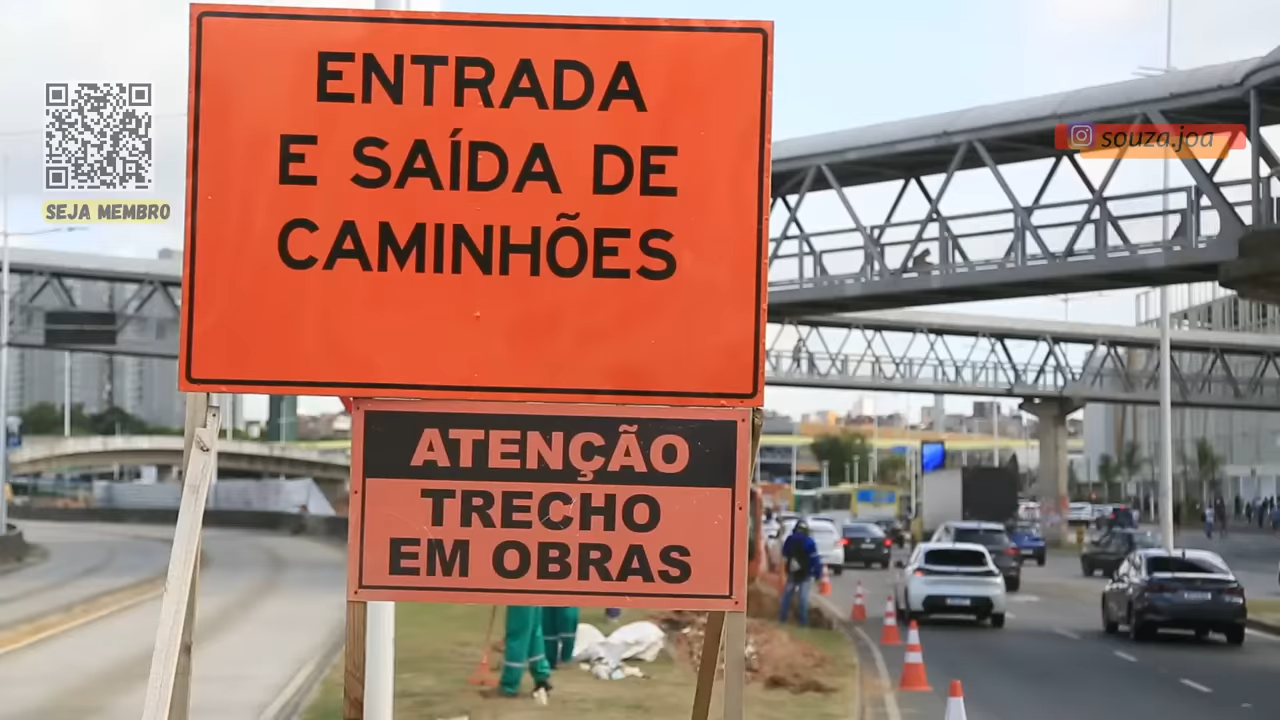 ENTRADA
E SAÍDA DE
CAMINHÕES
SEJA MEMBRO
souza.joa
ATENÇÃO
TRECHO
EM OBRAS